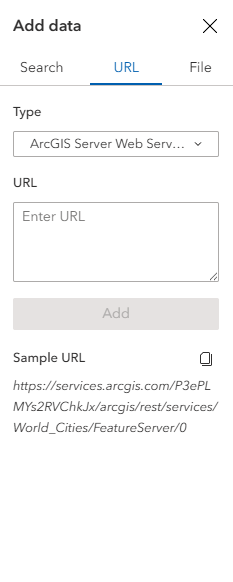 Add data
Search URL File
Type
ArcGIS Server Web Serv...
URL
Enter URL
Add
Sample URL
https://services.arcgis.com/P3ePL
MYs2RVChkJx/arcgis/rest/services/
World_Cities/FeatureServer/0